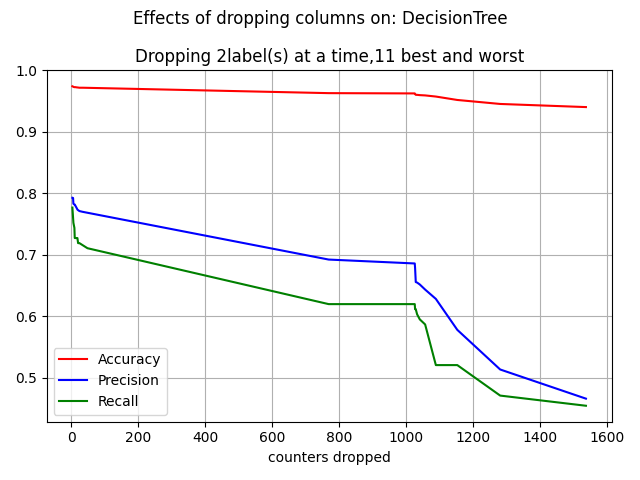 Effects of dropping columns on: DecisionTree
Dropping 2label(s) at a time,11 best and worst
1.0
0.9
0.8
0.7
0.6
0.5
Accuracy
Precision
Recall
0 200 400 600 800 1000 1200 1400 1600
counters dropped